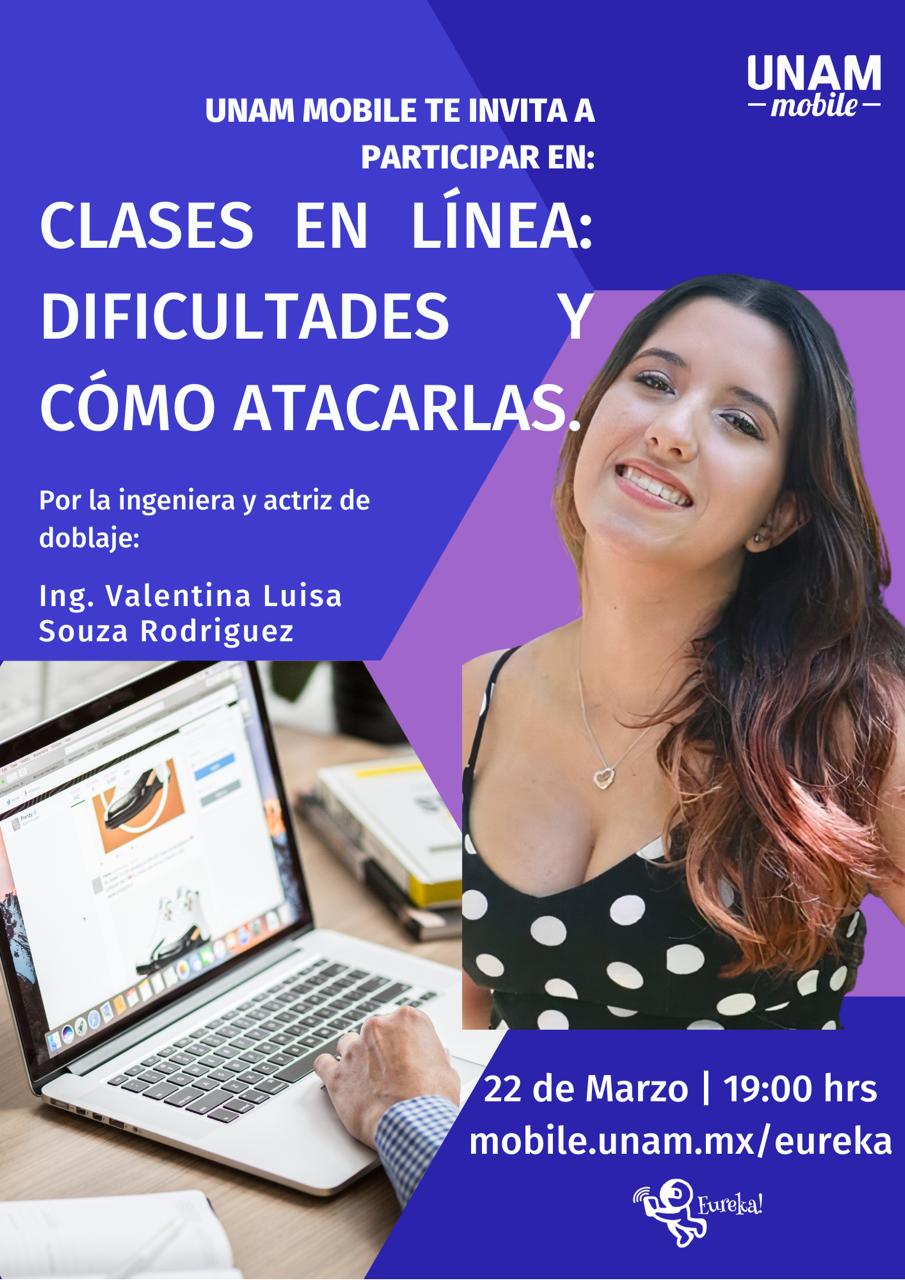 UNAM
mobile
UNAM MOBILE TE INVITA A
PARTICIPAR EN:
CLASES EN LÍNEA:
DIFICULTADES Y
CÓMO ATACARLAS.
Por la ingeniera y actriz de
doblaje:
Ing. Valentina Luisa
Souza Rodriguez
22 de Marzo | 19:00 hrs
mobile.unam.mx/eureka
Eureka!